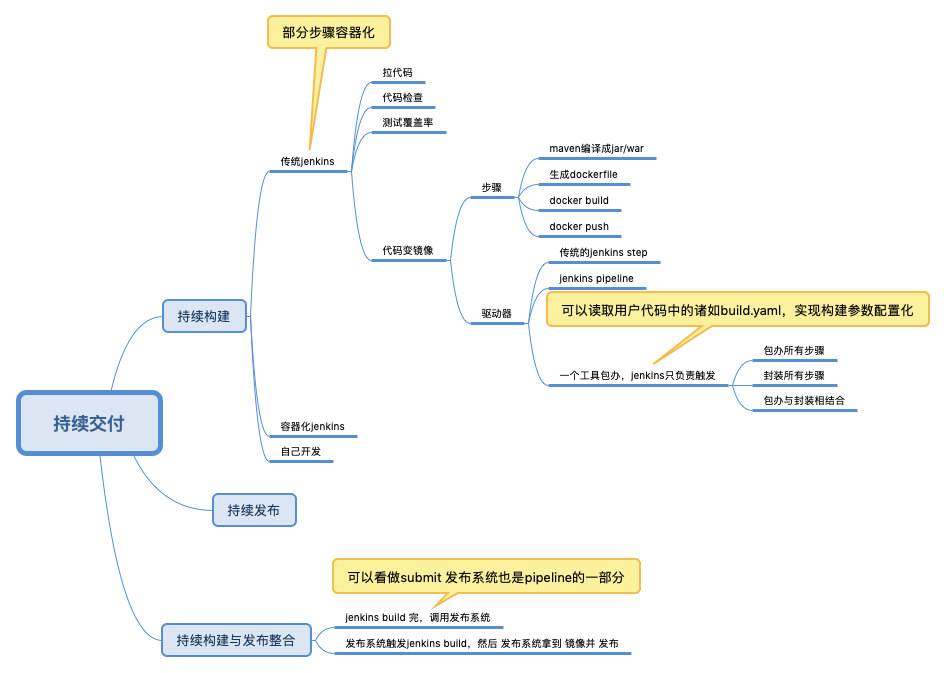 部分步骤容器化
拉代码
代码检查
测试覆盖率
传统jenkins
maven编译成jar/war
生成dockerfile
步骤
docker build
docker push
代码变镜像
传统的jenkins step
jenkins pipeline
驱动器
可以读取用户代码中的诸如build.yaml，实现构建参数配置化
持续构建
包办所有步骤
一个工具包办，jenkins只负责触发
封装所有步骤
包办与封装相结合
持续交付
容器化jenkins
自己开发
持续发布
可以看做submit 发布系统也是pipeline的一部分
jenkins build 完，调用发布系统
持续构建与发布整合
发布系统触发jenkins build，然后 发布系统拿到 镜像并 发布